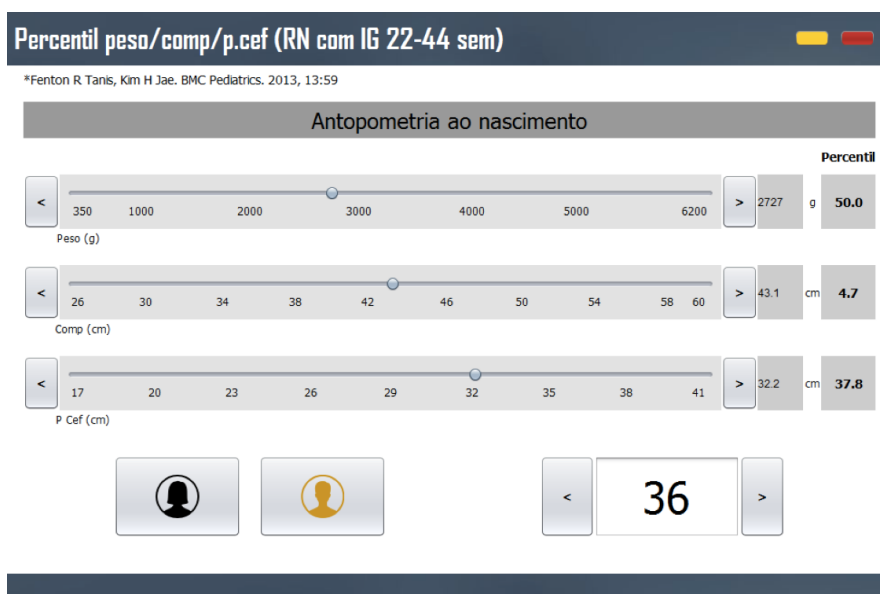 Percentil peso/comp/p.cef (RN com IG 22-44 sem)
*Fenton R Tanis, Kim H Jae. BMC Pediatrics. 2013, 13:59
Antopometria ao nascimento
Percentil
< 350 1000 2000 3000 4000 5000 6200 > 2727 g 50.0
Peso (g)
< 26 30 34 38 42 46 50 54 58 60 > 43.1 cm 4.7
Comp (cm)
< 17 20 23 26 29 32 35 38 41 > 32.2 cm 37.8
P Cef (cm)
< 36 >